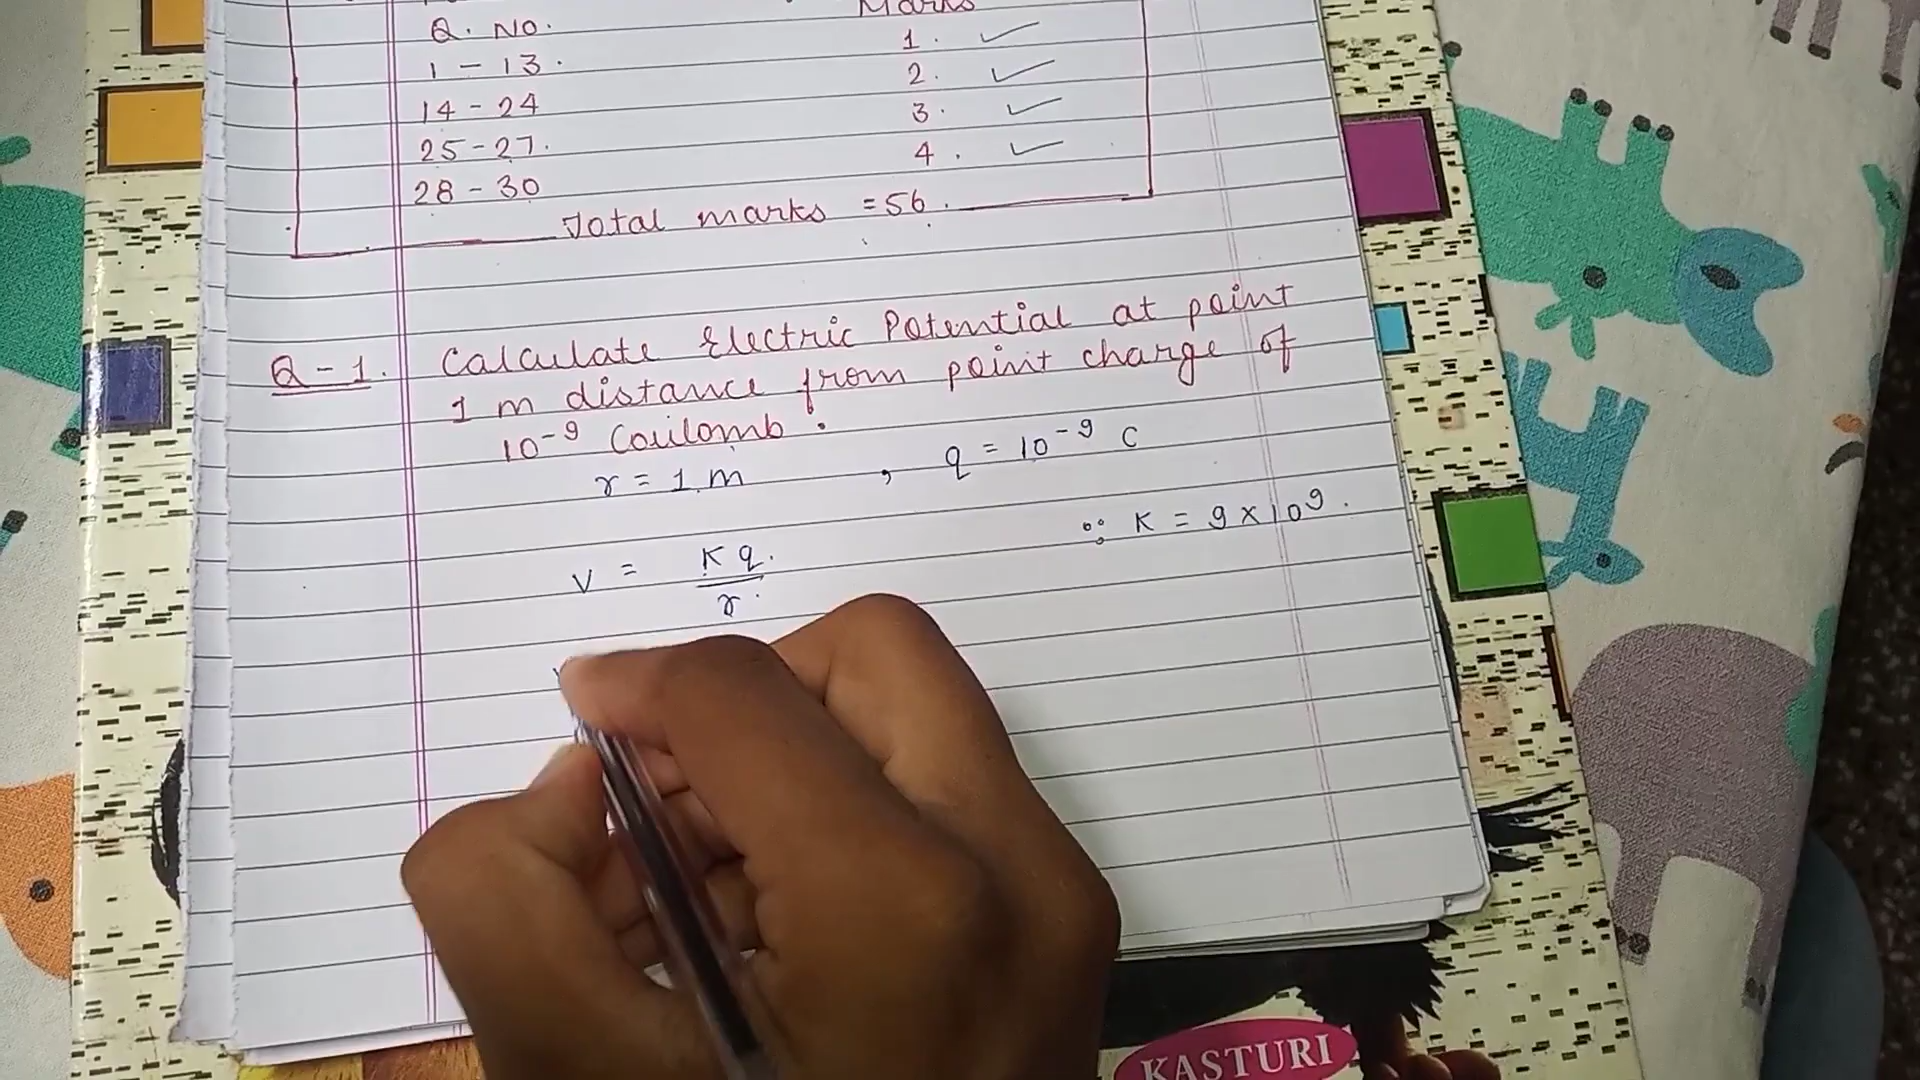 Marks
Q. No.
1.
1 - 13.
2.
14 - 24
3.
25 - 27.
4.
28 - 30
Total marks = 56.
Q-1. Calculate Electric Potential at point
1 m distance from point charge of
10⁻⁹ Coulomb.
r = 1 m , q = 10⁻⁹ C
V = Kq. / r. ∵ K = 9 × 10⁹.
KASTURI